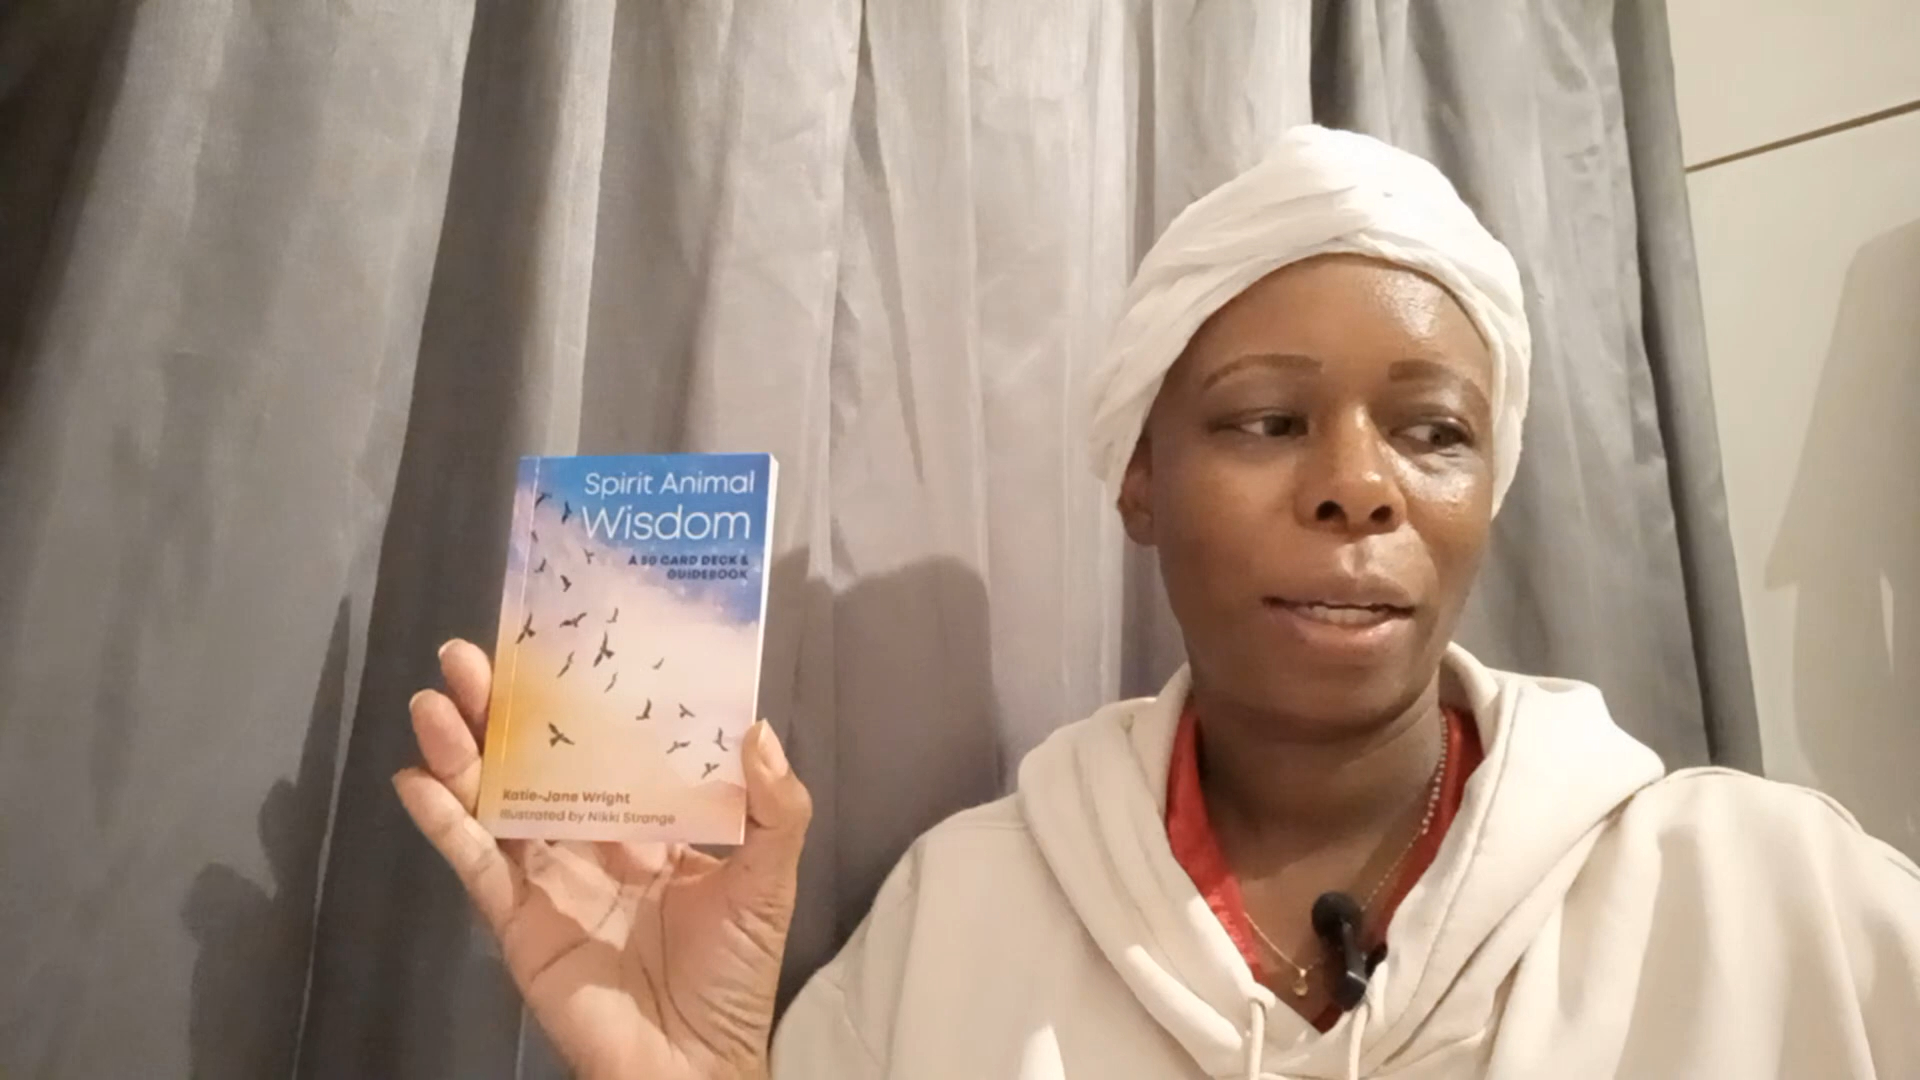 Spirit Animal
Wisdom
A 50 CARD DECK &
GUIDEBOOK
Katie-Jane Wright
Illustrated by Nikki Strange